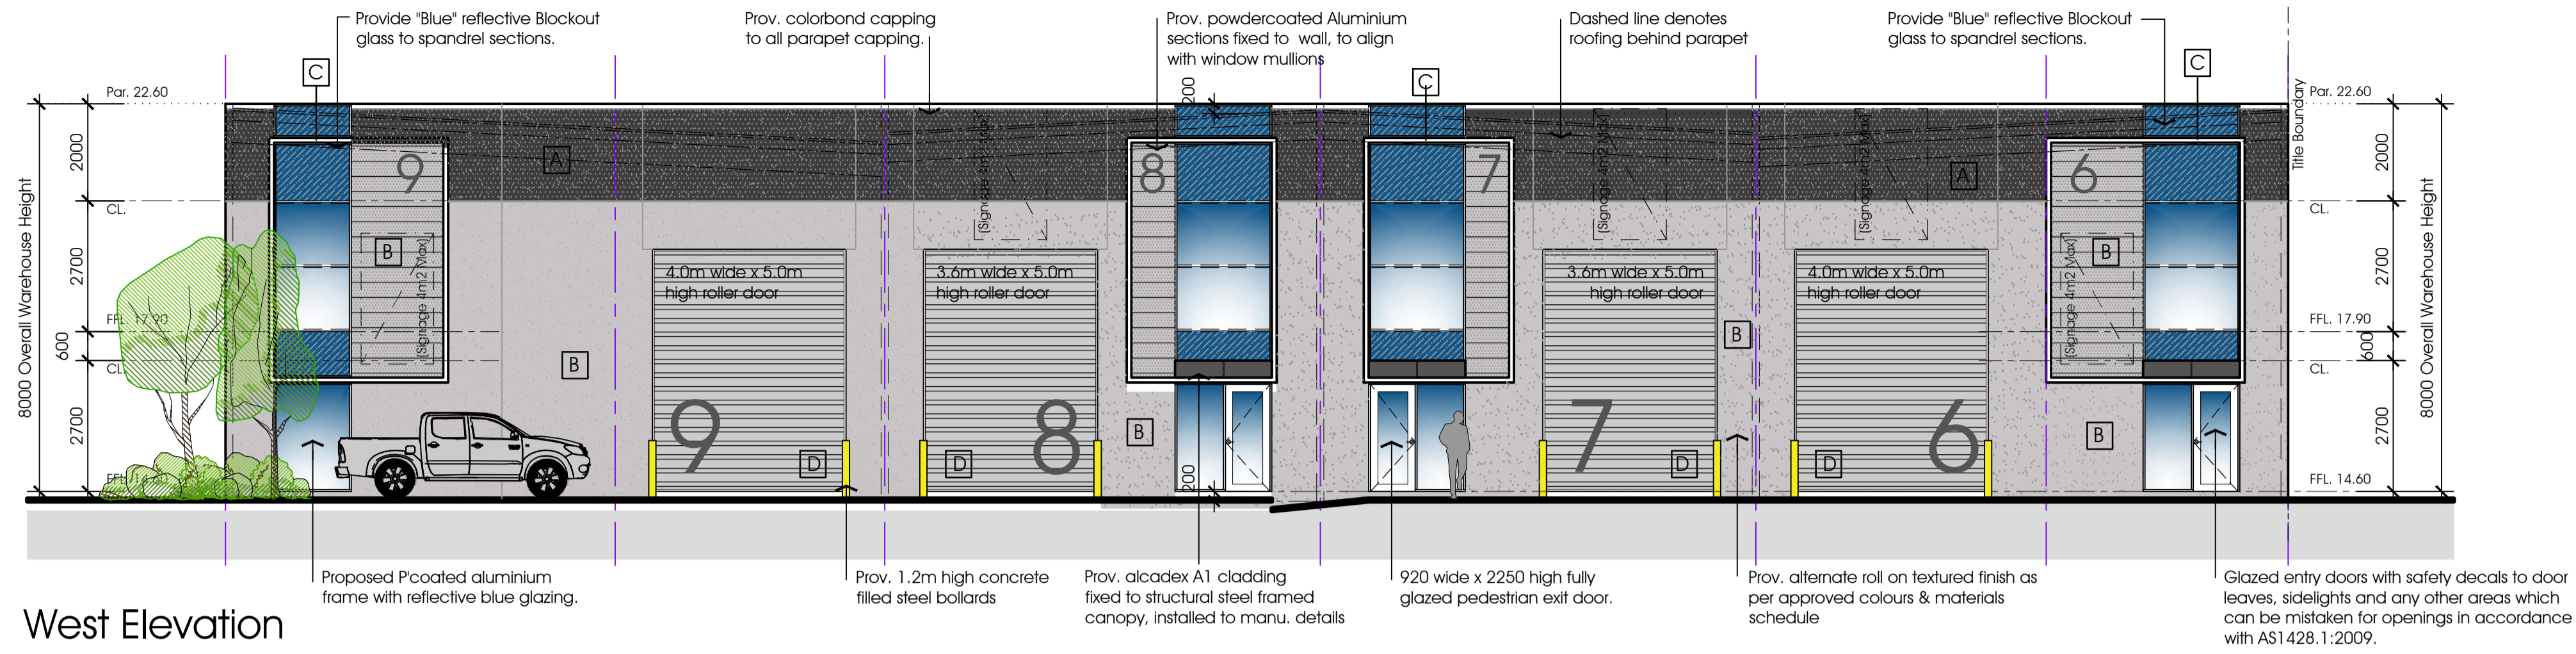 Provide "Blue" reflective Blockout
glass to spandrel sections.
Prov. colorbond capping
to all parapet capping.
Prov. powdercoated Aluminium
sections fixed to wall, to align
with window mullions
Dashed line denotes
roofing behind parapet
Provide "Blue" reflective Blockout
glass to spandrel sections.
C
C
C
Par. 22.60
200
Title Boundary
Par. 22.60
8000 Overall Warehouse Height
2000
2000
8000 Overall Warehouse Height
9
A
(Signage 4m2 Max)
8
7
(Signage 4m2 Max)
(Signage 4m2 Max)
A
6
CL.
CL.
2700
B
(Signage 4m2 Max)
4.0m wide x 5.0m
high roller door
3.6m wide x 5.0m
high roller door
3.6m wide x 5.0m
high roller door
4.0m wide x 5.0m
high roller door
B
(Signage 4m2 Max)
2700
FFL. 17.90
FFL. 17.90
600
B
B
600
CL.
CL.
2700
9
8
B
7
6
B
2700
D
D
D
D
FFL.
200
FFL. 14.60
Proposed P'coated aluminium
frame with reflective blue glazing.
Prov. 1.2m high concrete
filled steel bollards
Prov. alcadex A1 cladding
fixed to structural steel framed
canopy, installed to manu. details
920 wide x 2250 high fully
glazed pedestrian exit door.
Prov. alternate roll on textured finish as
per approved colours & materials
schedule
Glazed entry doors with safety decals to door
leaves, sidelights and any other areas which
can be mistaken for openings in accordance
with AS1428.1:2009.
West Elevation